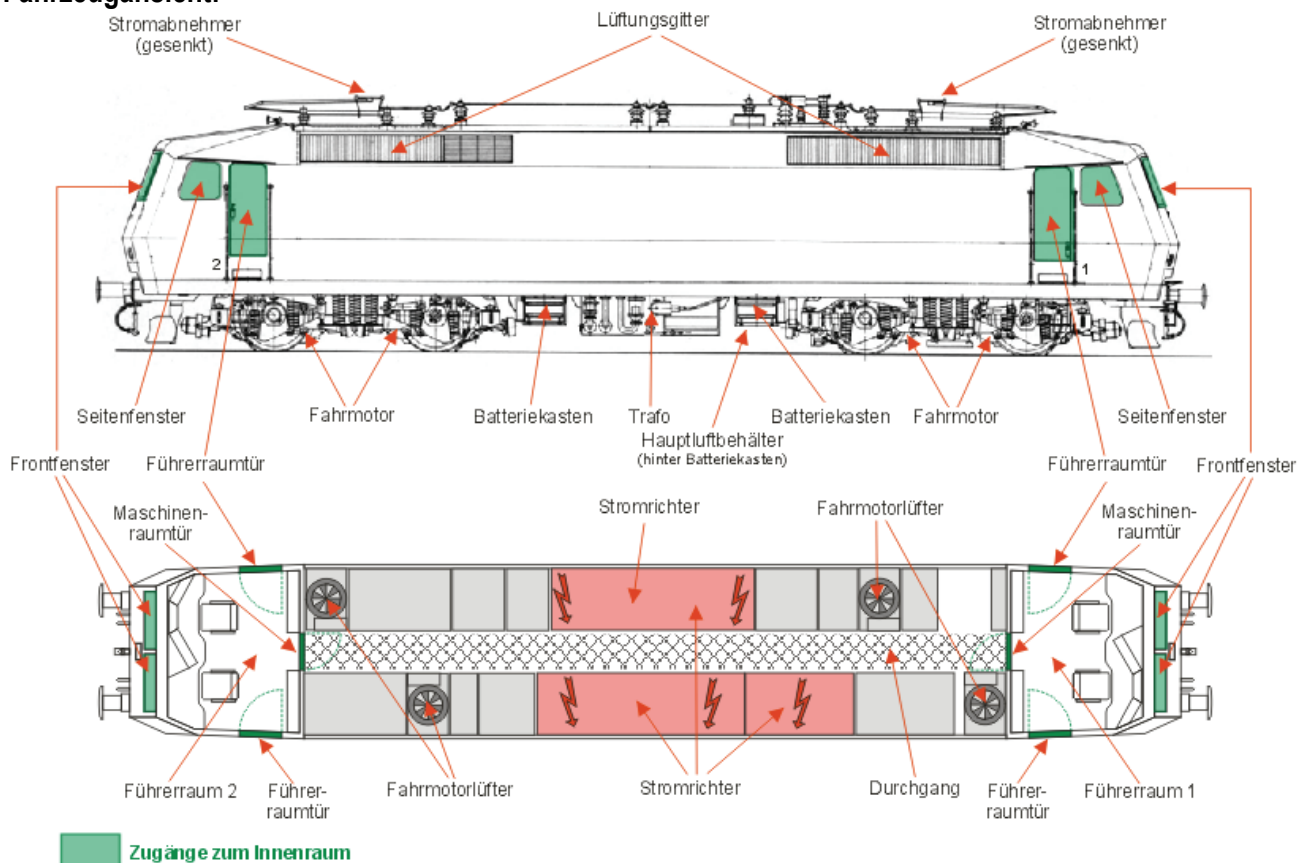 Fahrzeugansicht:
Stromabnehmer
(gesenkt)
Lüftungsgitter
Stromabnehmer
(gesenkt)
2
1
Seitenfenster
Fahrmotor
Batteriekasten
Trafo
Batteriekasten
Fahrmotor
Seitenfenster
Hauptluftbehälter
(hinter Batteriekasten)
Frontfenster
Führerraumtür
Führerraumtür
Frontfenster
Maschinen-
raumtür
Stromrichter
Fahrmotorlüfter
Maschinen-
raumtür
Führerraum 2
Führer-
raumtür
Fahrmotorlüfter
Stromrichter
Durchgang
Führer-
raumtür
Führerraum 1
Zugänge zum Innenraum